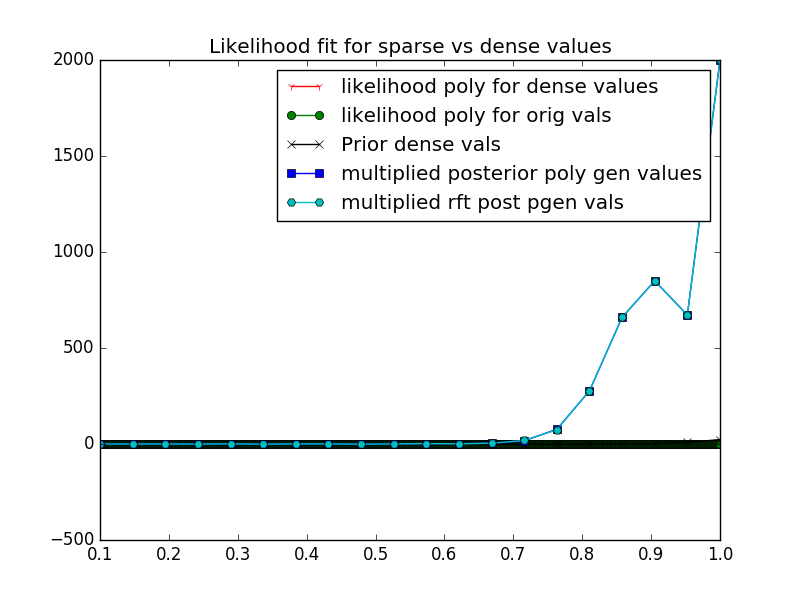 Likelihood fit for sparse vs dense values
2000
1500
1000
500
0
−500
likelihood poly for dense values
likelihood poly for orig vals
Prior dense vals
multiplied posterior poly gen values
multiplied rft post pgen vals
0.1 0.2 0.3 0.4 0.5 0.6 0.7 0.8 0.9 1.0